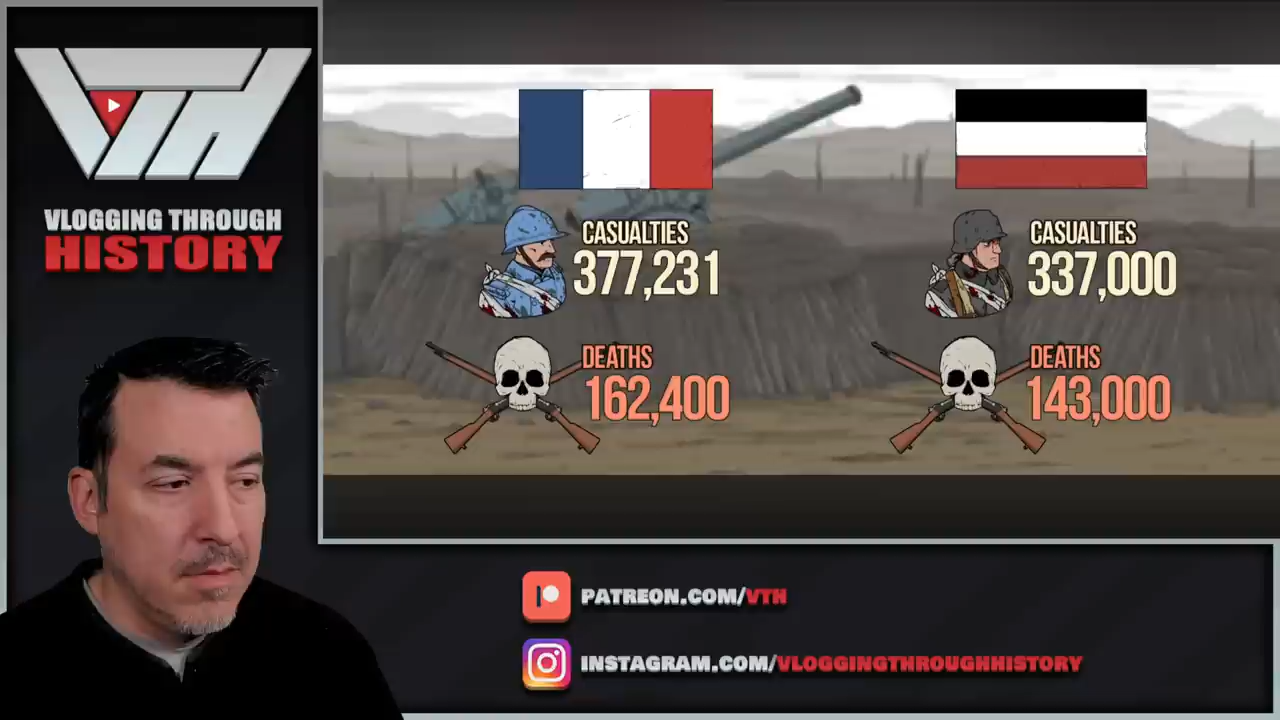 VTH
VLOGGING THROUGH
HISTORY
CASUALTIES
377,231
DEATHS
162,400
CASUALTIES
337,000
DEATHS
143,000
PATREON.COM/VTH
INSTAGRAM.COM/VLOGGINGTHROUGHHISTORY